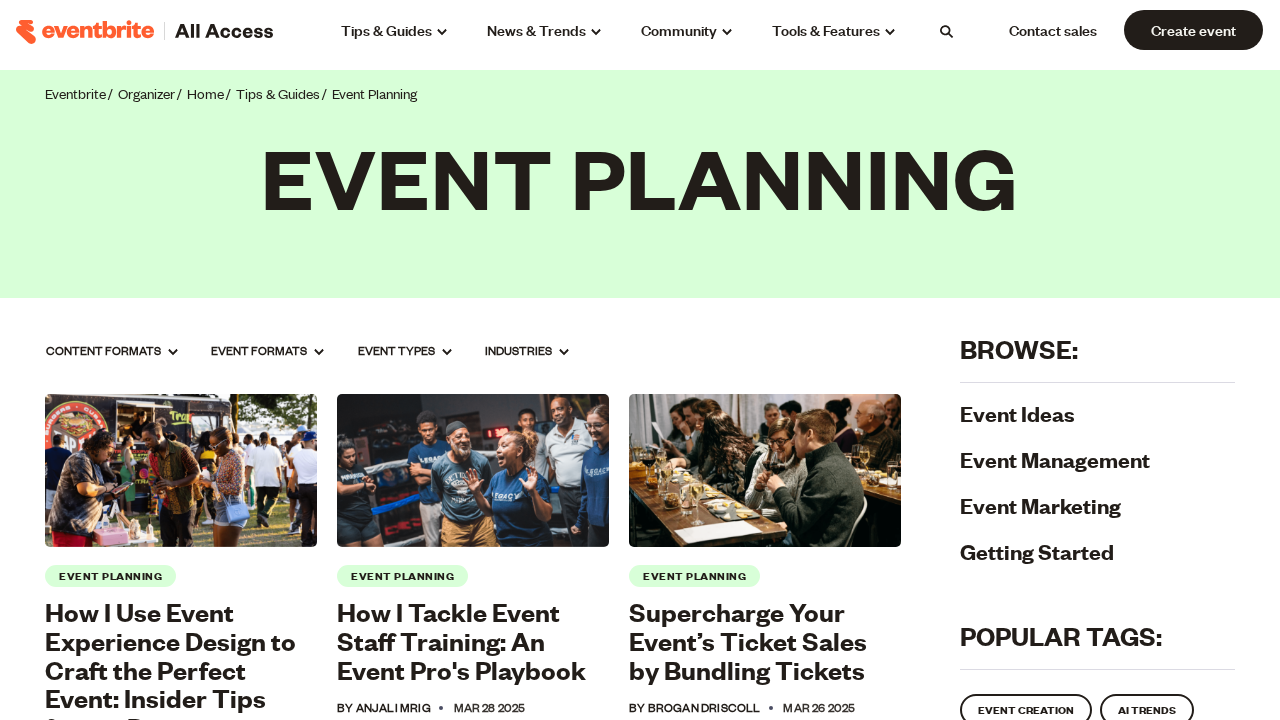 eventbrite All Access
Tips & Guides News & Trends Community Tools & Features Contact sales Create event
Eventbrite / Organizer / Home / Tips & Guides / Event Planning
EVENT PLANNING
CONTENT FORMATS EVENT FORMATS EVENT TYPES INDUSTRIES
EVENT PLANNING
How I Use Event
Experience Design to
Craft the Perfect
Event: Insider Tips
EVENT PLANNING
How I Tackle Event
Staff Training: An
Event Pro's Playbook
BY ANJALI MRIG • MAR 28 2025
EVENT PLANNING
Supercharge Your
Event’s Ticket Sales
by Bundling Tickets
BY BROGAN DRISCOLL • MAR 26 2025
BROWSE:
Event Ideas
Event Management
Event Marketing
Getting Started
POPULAR TAGS:
EVENT CREATION AI TRENDS